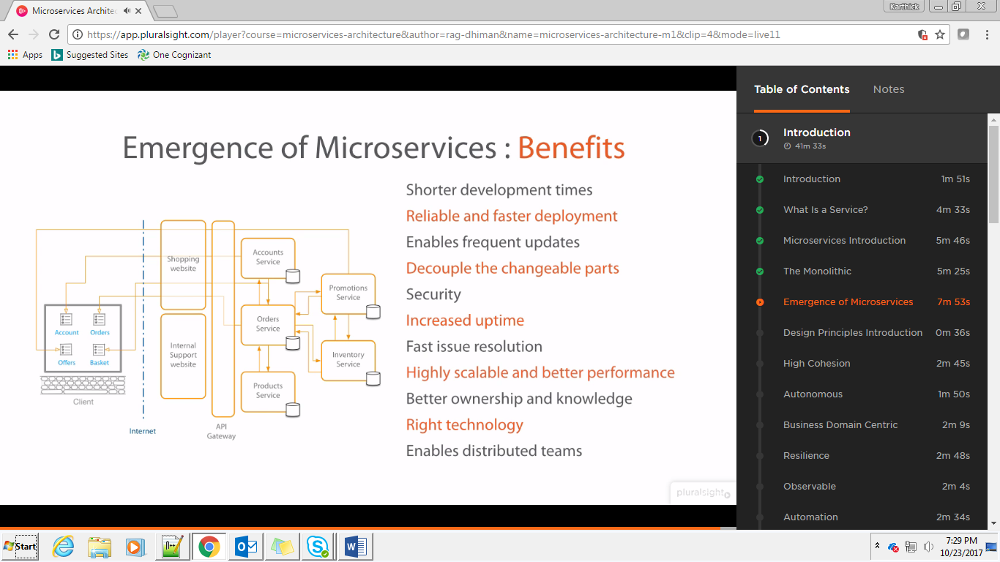 Microservices Architec
Karthick
https://app.pluralsight.com/player?course=microservices-architecture&author=rag-dhiman&name=microservices-architecture-m1&clip=4&mode=live11
Apps
Suggested Sites
One Cognizant
Emergence of Microservices : Benefits
Shopping
website
Internal
Support
website
API
Gateway
Accounts
Service
Orders
Service
Products
Service
Promotions
Service
Inventory
Service
Account
Orders
Offers
Basket
Client
Internet
Shorter development times
Reliable and faster deployment
Enables frequent updates
Decouple the changeable parts
Security
Increased uptime
Fast issue resolution
Highly scalable and better performance
Better ownership and knowledge
Right technology
Enables distributed teams
pluralsight
Table of Contents
Notes
1
Introduction
41m 33s
Introduction 1m 51s
What Is a Service? 4m 33s
Microservices Introduction 5m 46s
The Monolithic 5m 25s
Emergence of Microservices 7m 53s
Design Principles Introduction 0m 36s
High Cohesion 2m 45s
Autonomous 1m 50s
Business Domain Centric 2m 9s
Resilience 2m 48s
Observable 2m 4s
Automation 2m 34s
Start
7:29 PM
10/23/2017